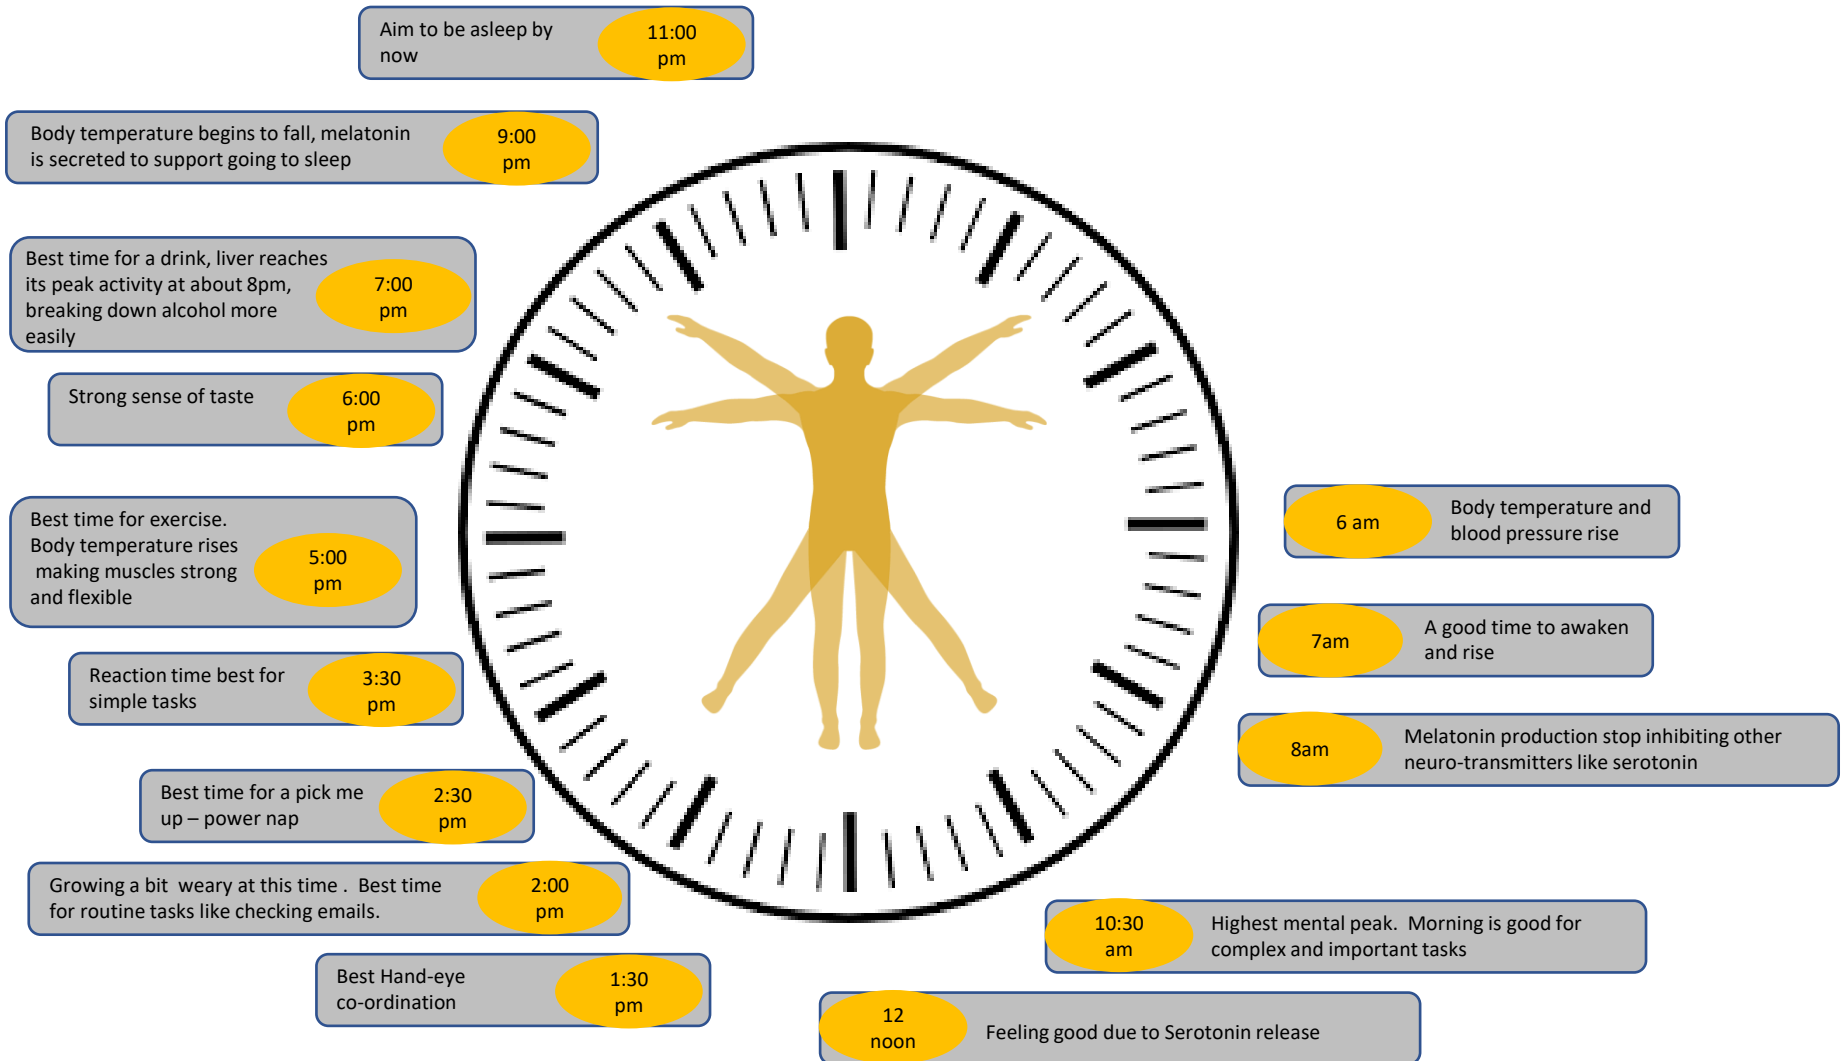 Aim to be asleep by
now
11:00
pm
Body temperature begins to fall, melatonin
is secreted to support going to sleep
9:00
pm
Best time for a drink, liver reaches
its peak activity at about 8pm,
breaking down alcohol more
easily
7:00
pm
Strong sense of taste
6:00
pm
Best time for exercise.
Body temperature rises
making muscles strong
and flexible
5:00
pm
Reaction time best for
simple tasks
3:30
pm
Best time for a pick me
up – power nap
2:30
pm
Growing a bit  weary at this time .  Best time
for routine tasks like checking emails.
2:00
pm
Best Hand-eye
co-ordination
1:30
pm
6 am
Body temperature and
blood pressure rise
7am
A good time to awaken
and rise
8am
Melatonin production stop inhibiting other
neuro-transmitters like serotonin
10:30
am
Highest mental peak.  Morning is good for
complex and important tasks
12
noon
Feeling good due to Serotonin release